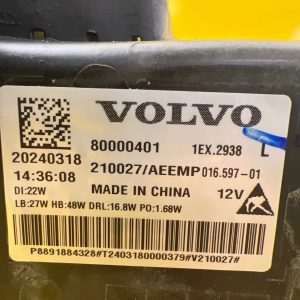 VOLVO
80000401 1EX.2938 L
20240318 210027/AEEMP 016.597-01
14:36:08 MADE IN CHINA 12V
DI:22W
LB:27W HB:48W DRL:16.8W PO:1.68W
P8891884328#T2403180000379#V210027#